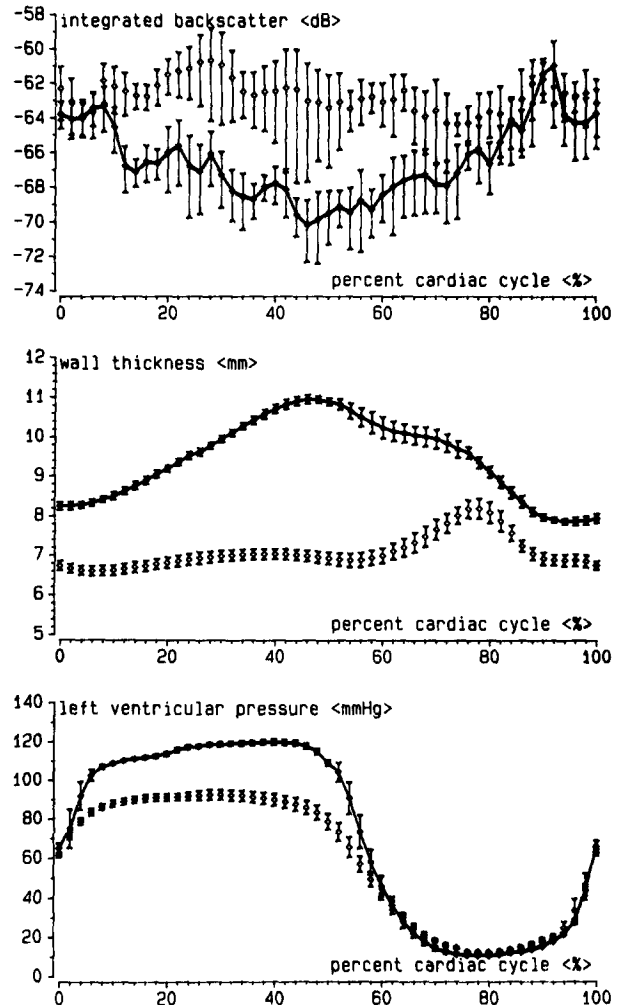 integrated backscatter <dB>
-58
-60
-62
-64
-66
-68
-70
-72
-74
percent cardiac cycle <%>
0 20 40 60 80 100
wall thickness <mm>
12
11
10
9
8
7
6
5
percent cardiac cycle <%>
0 20 40 60 80 100
left ventricular pressure <mmHg>
140
120
100
80
60
40
20
0
percent cardiac cycle <%>
0 20 40 60 80 100